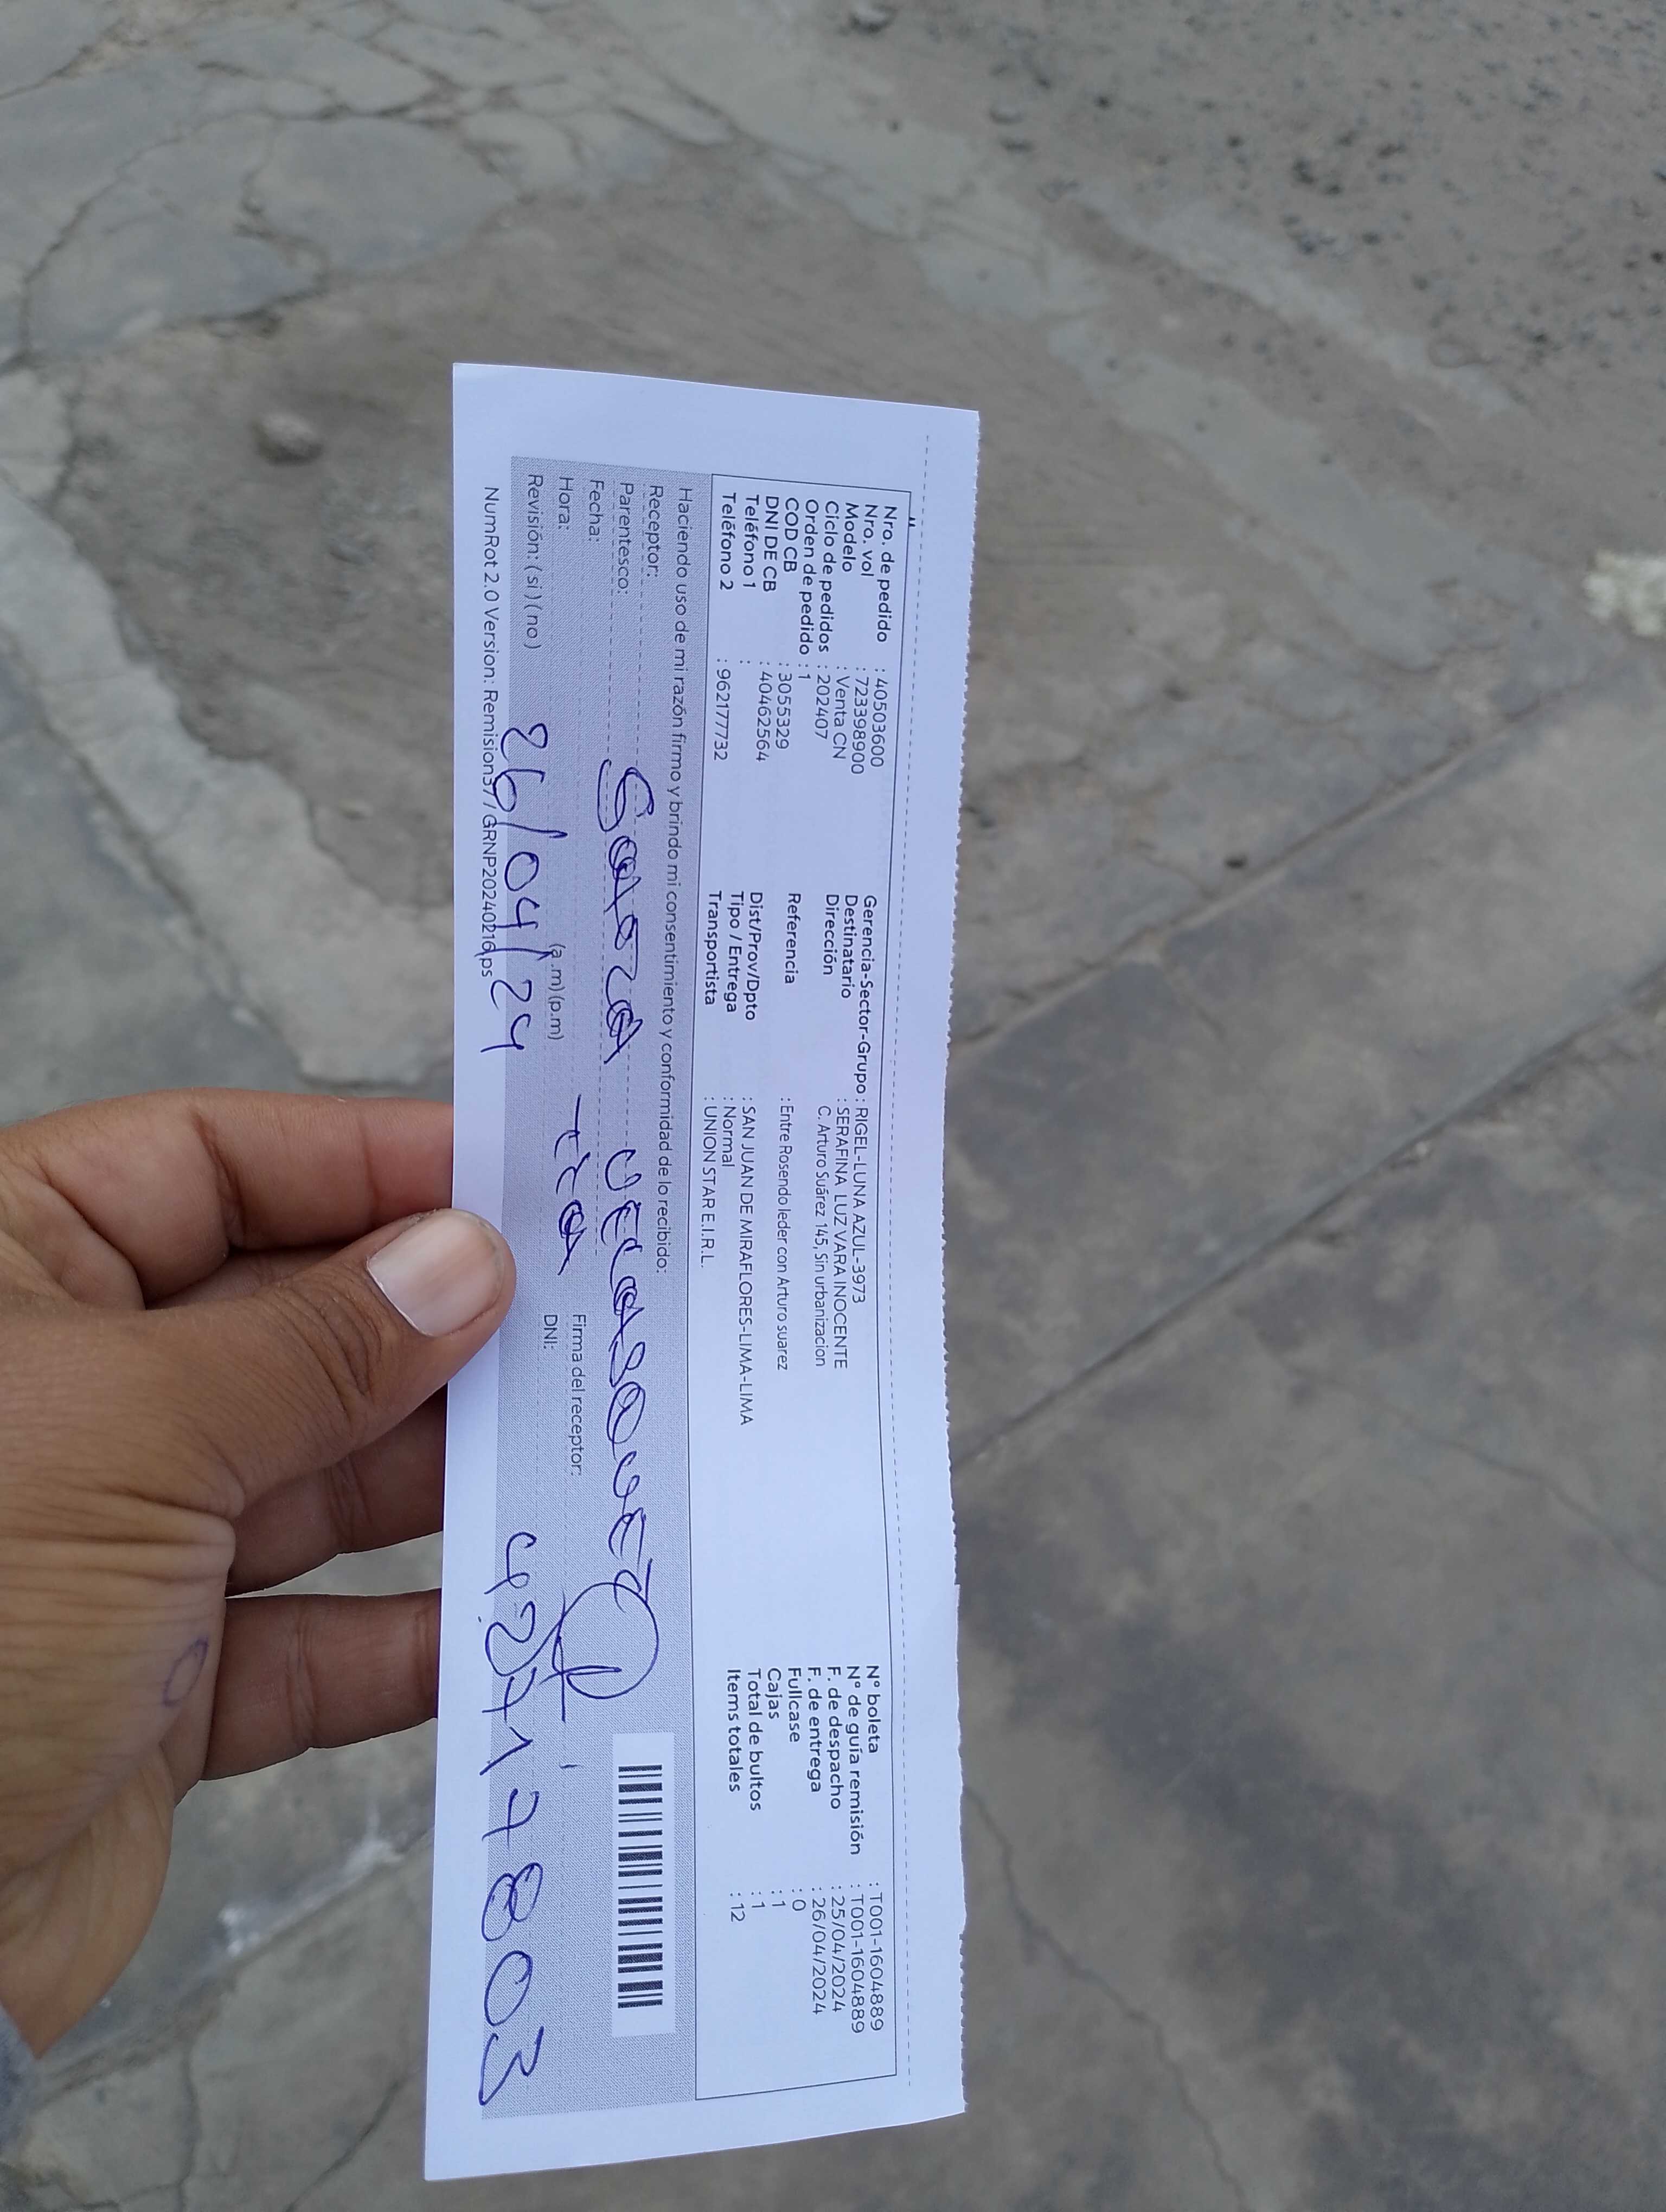 Nro. de pedido : 40503600
Nro. vol : 723398900
Modelo : Venta CN
Ciclo de pedidos : 202407
Orden de pedido : 1
COD CB : 3055329
DNI DE CB : 40462564
Teléfono 1 :
Teléfono 2 : 962177732
Gerencia-Sector-Grupo : RIGEL-LUNA AZUL-3973
Destinatario : SERAFINA LUZ VARA INOCENTE
Dirección C. Arturo Suárez 145, Sin urbanizacion
Referencia : Entre Rosendo leder con Arturo suarez
Dist/Prov/Dpto : SAN JUAN DE MIRAFLORES-LIMA-LIMA
Tipo / Entrega : Normal
Transportista : UNION STAR E.I.R.L.
N° boleta : T001-1604889
N° de guía remisión : T001-1604889
F. de despacho : 25/04/2024
F. de entrega : 26/04/2024
Fullcase : 0
Cajas : 1
Total de bultos : 1
Items totales : 12
Haciendo uso de mi razón firmo y brindo mi consentimiento y conformidad de lo recibido:
Receptor:
Parentesco:
Fecha:
Hora: (a.m) (p.m)
Revisión: ( si ) ( no )
26/04/24
Firma del receptor:
DNI:
42717803
NumRot 2.0 Version: Remision37/GRNP20240216.ps